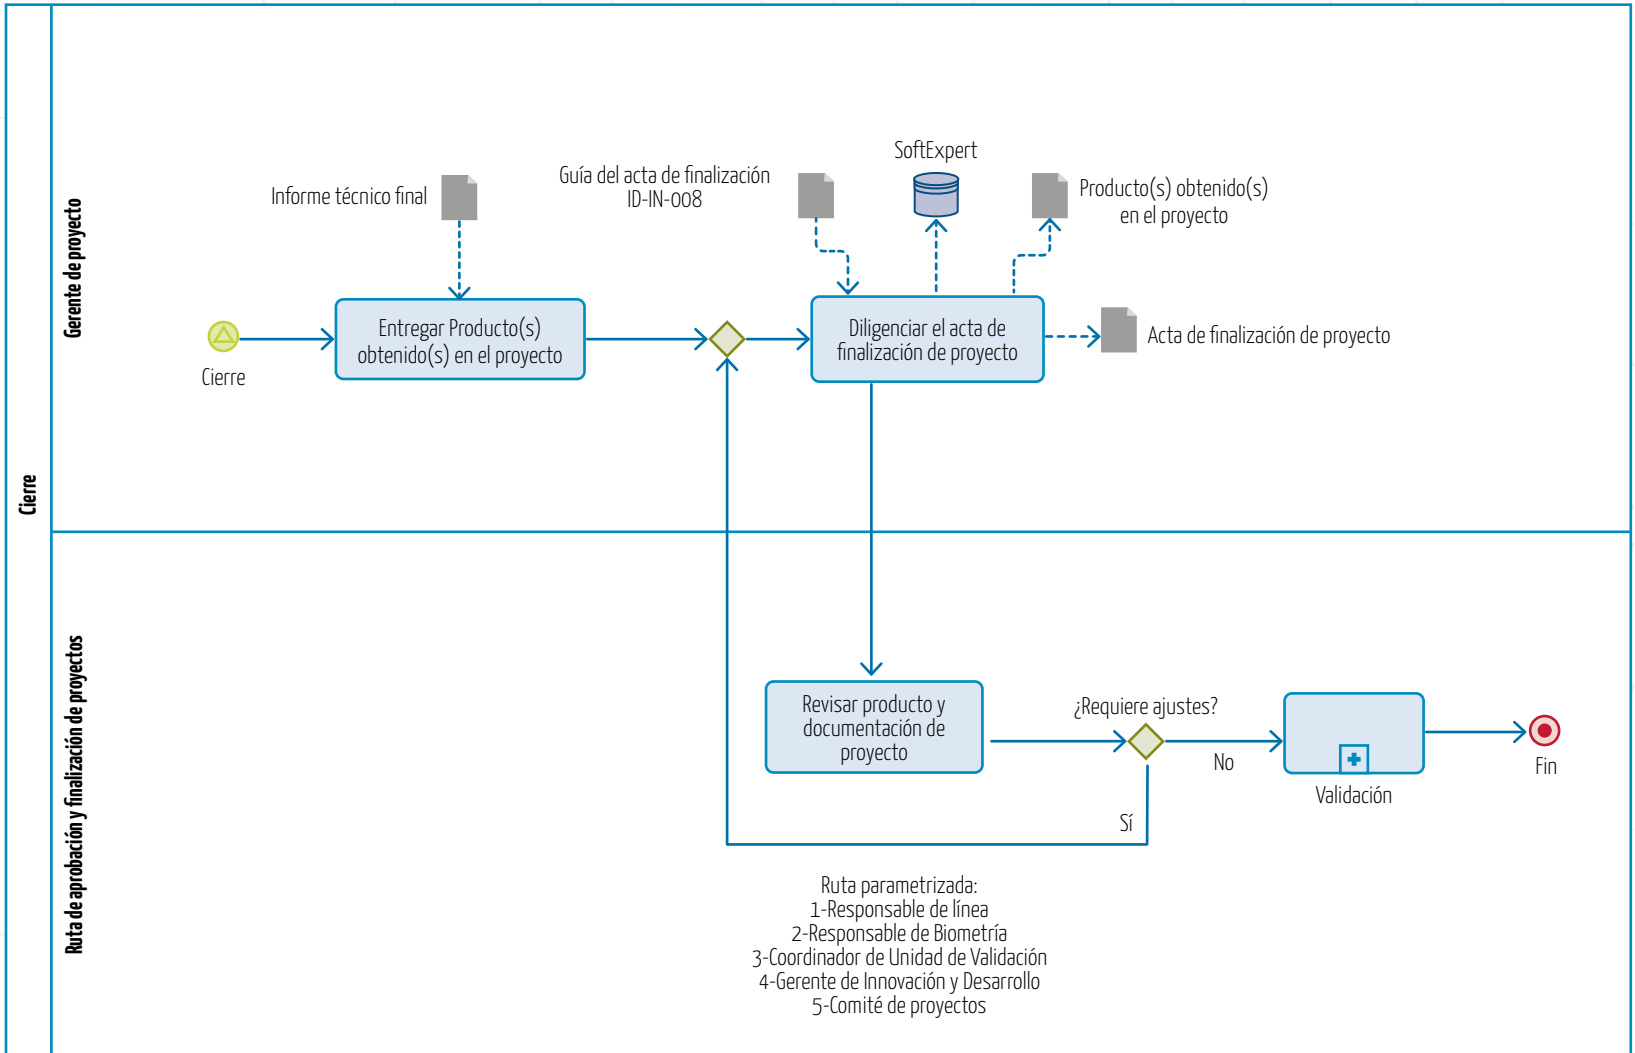 Cierre
Gerente de proyecto
Ruta de aprobación y finalización de proyectos
SoftExpert
Guía del acta de finalización
ID-IN-008
Informe técnico final
Producto(s) obtenido(s)
en el proyecto
Entregar Producto(s)
obtenido(s) en el proyecto
Diligenciar el acta de
finalización de proyecto
Acta de finalización de proyecto
Cierre
Revisar producto y
documentación de
proyecto
¿Requiere ajustes?
No
Sí
Validación
Fin
Ruta parametrizada:
1-Responsable de línea
2-Responsable de Biometría
3-Coordinador de Unidad de Validación
4-Gerente de Innovación y Desarrollo
5-Comité de proyectos